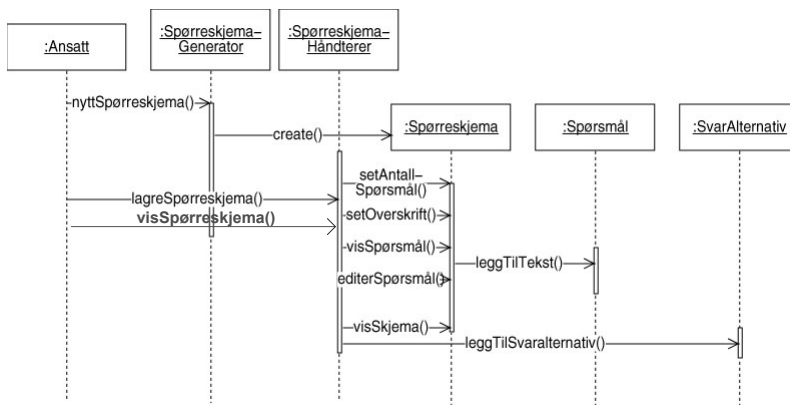 :Ansatt
:Spørreskjema–
Generator
:Spørreskjema–
Håndterer
nyttSpørreskjema()
create()
:Spørreskjema
:Spørsmål
:SvarAlternativ
setAntall–
Spørsmål()
lagreSpørreskjema()
visSpørreskjema()
setOverskrift()
visSpørsmål()
leggTilTekst()
editerSpørsmål()
visSkjema()
leggTilSvaralternativ()